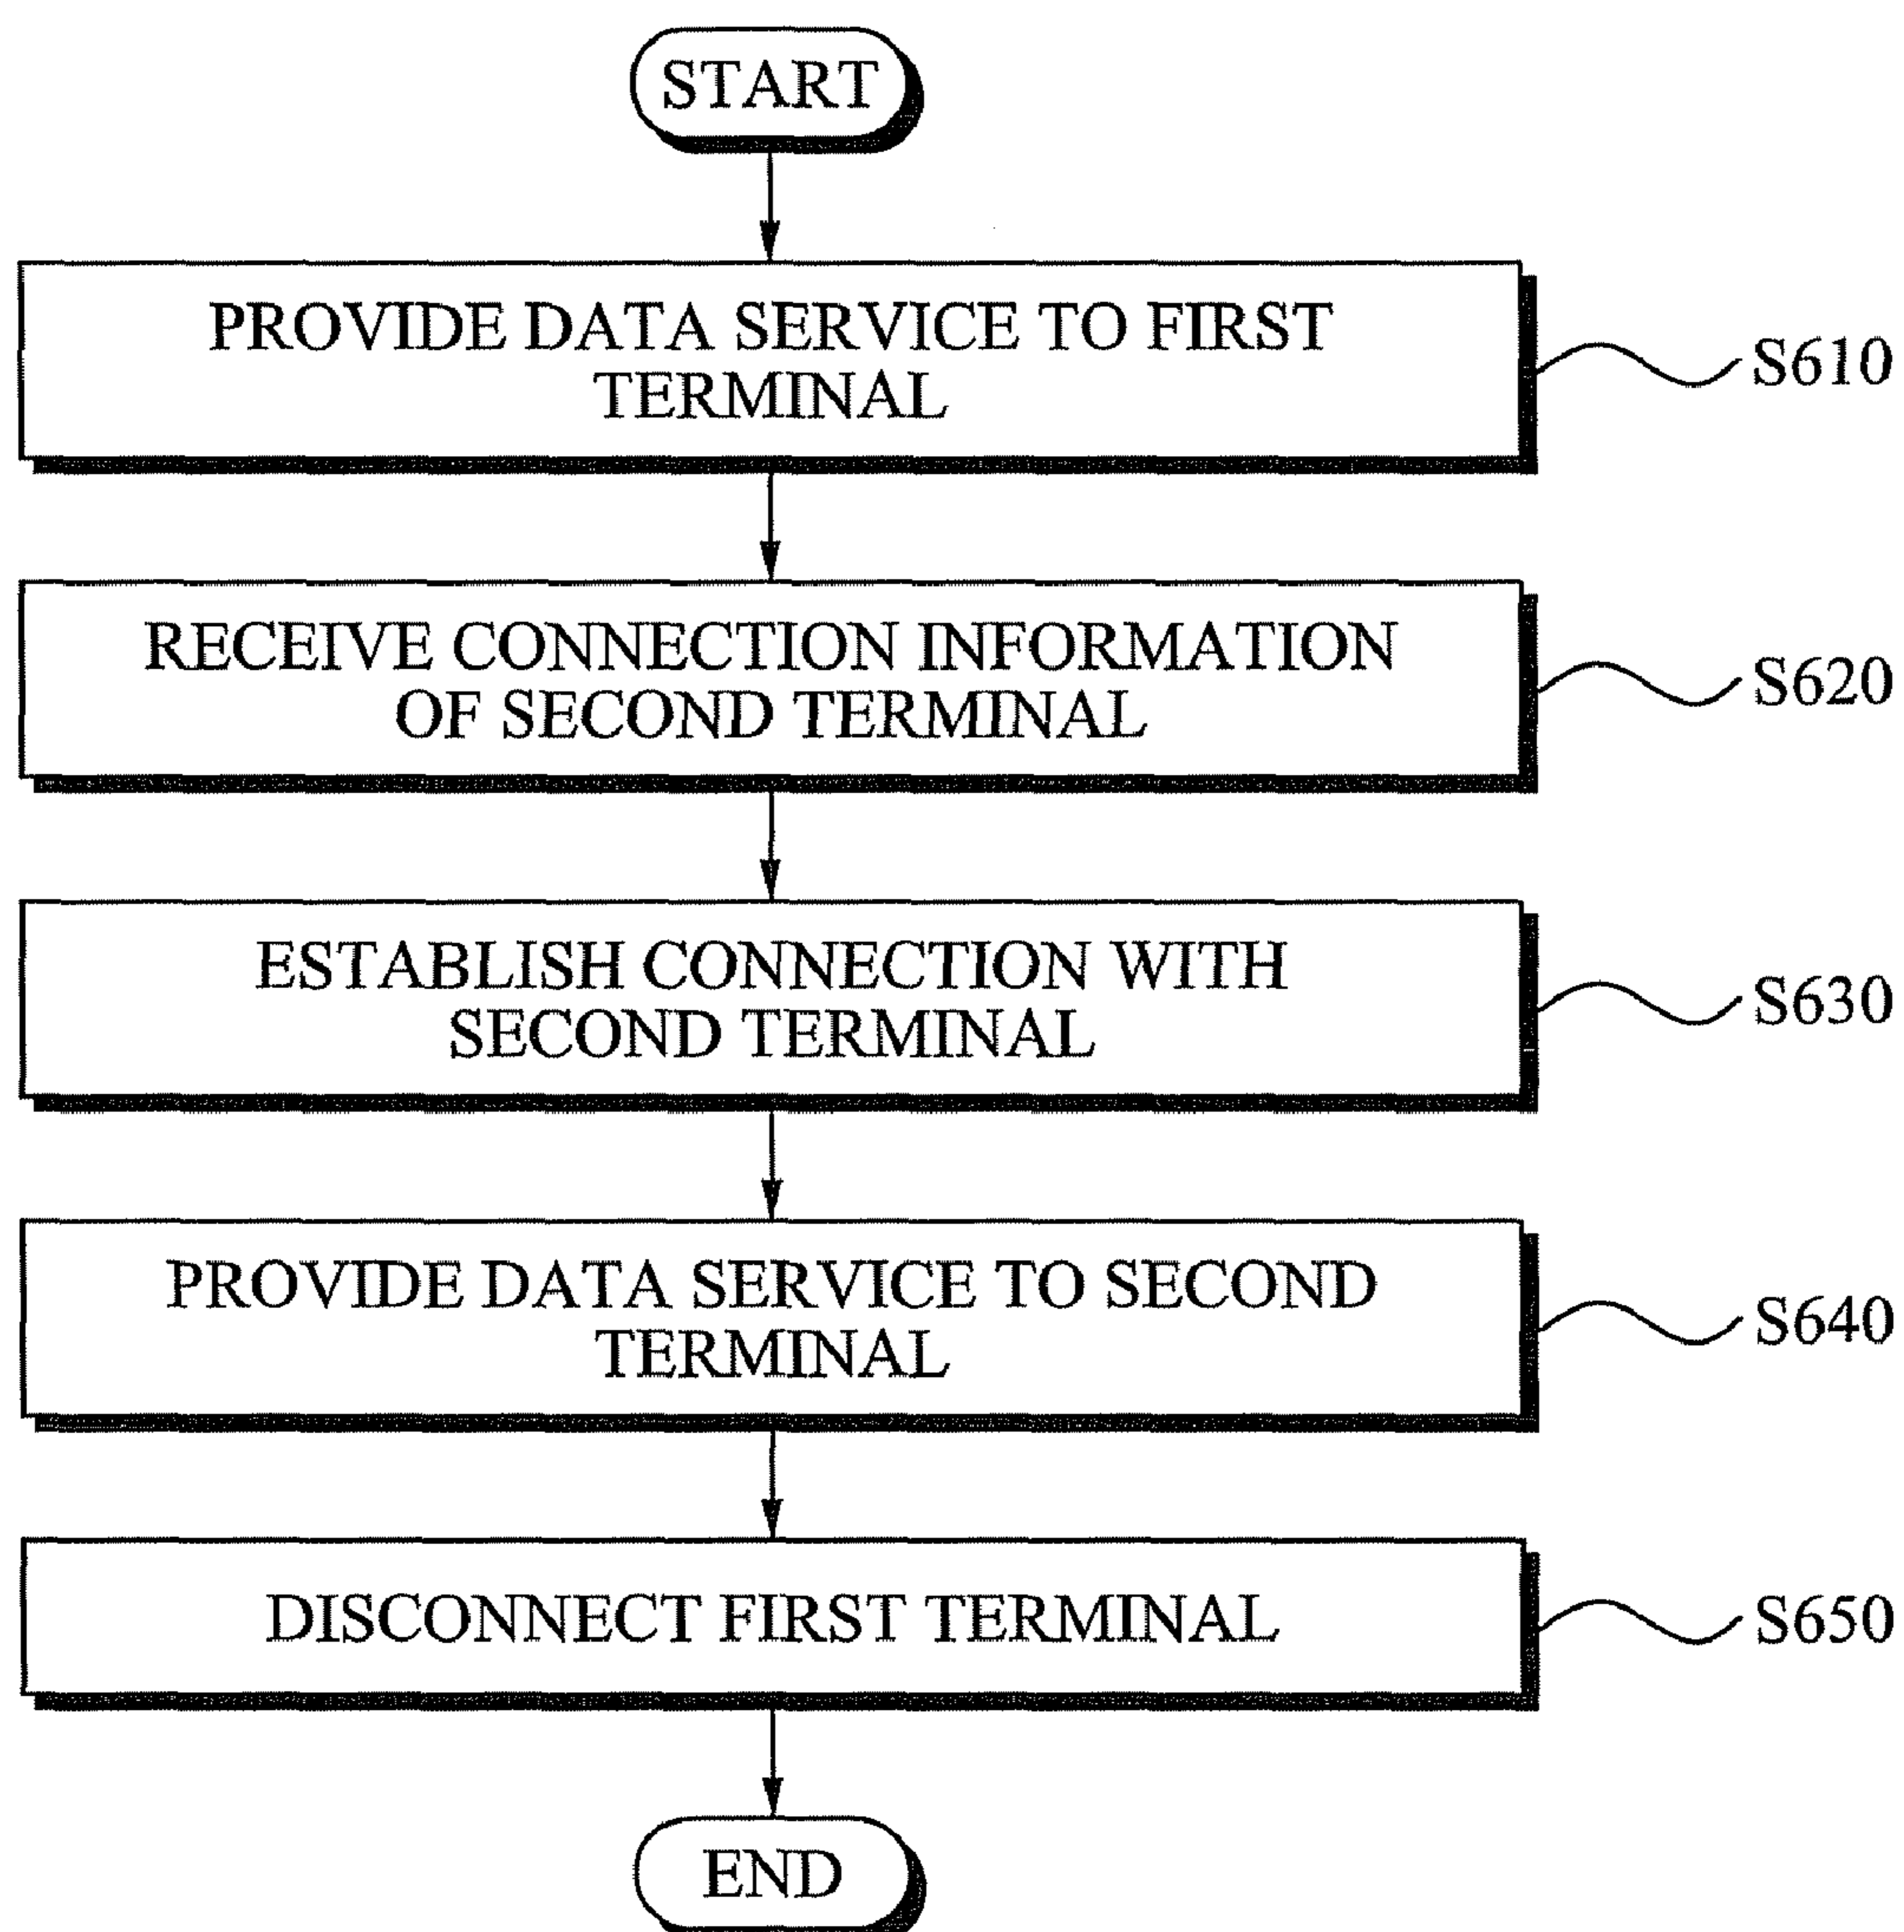 START
PROVIDE DATA SERVICE TO FIRST
TERMINAL
S610
RECEIVE CONNECTION INFORMATION
OF SECOND TERMINAL
S620
ESTABLISH CONNECTION WITH
SECOND TERMINAL
S630
PROVIDE DATA SERVICE TO SECOND
TERMINAL
S640
DISCONNECT FIRST TERMINAL
S650
END